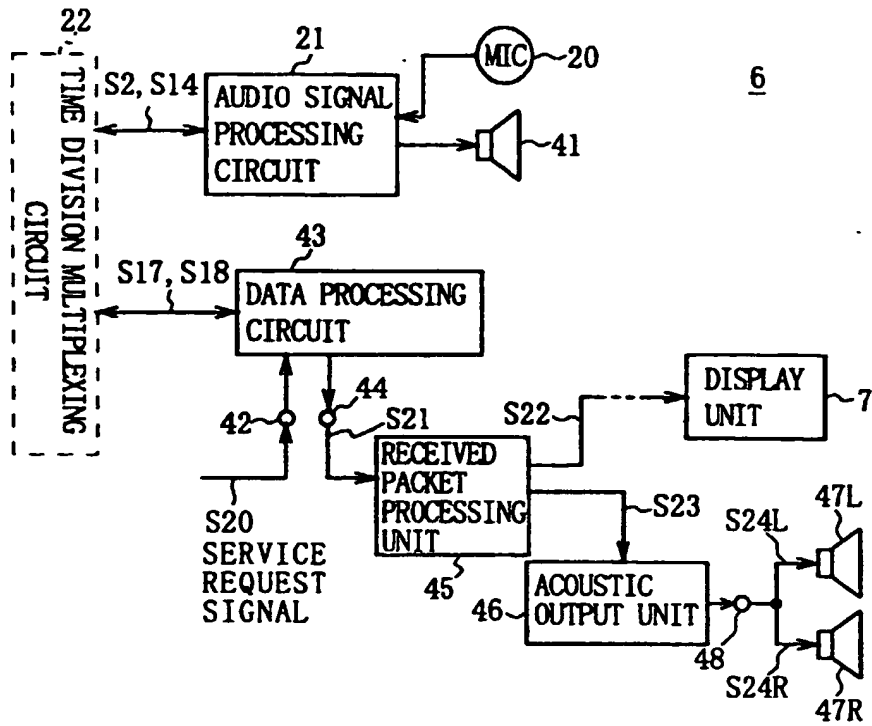 22
TIME DIVISION MULTIPLEXING
CIRCUIT
S2, S14
21
AUDIO SIGNAL
PROCESSING
CIRCUIT
MIC
20
41
6
S17, S18
43
DATA PROCESSING
CIRCUIT
42
44
S21
S20
SERVICE
REQUEST
SIGNAL
RECEIVED
PACKET
PROCESSING
UNIT
45
S22
DISPLAY
UNIT
7
S23
46
ACOUSTIC
OUTPUT UNIT
48
S24L
47L
S24R
47R